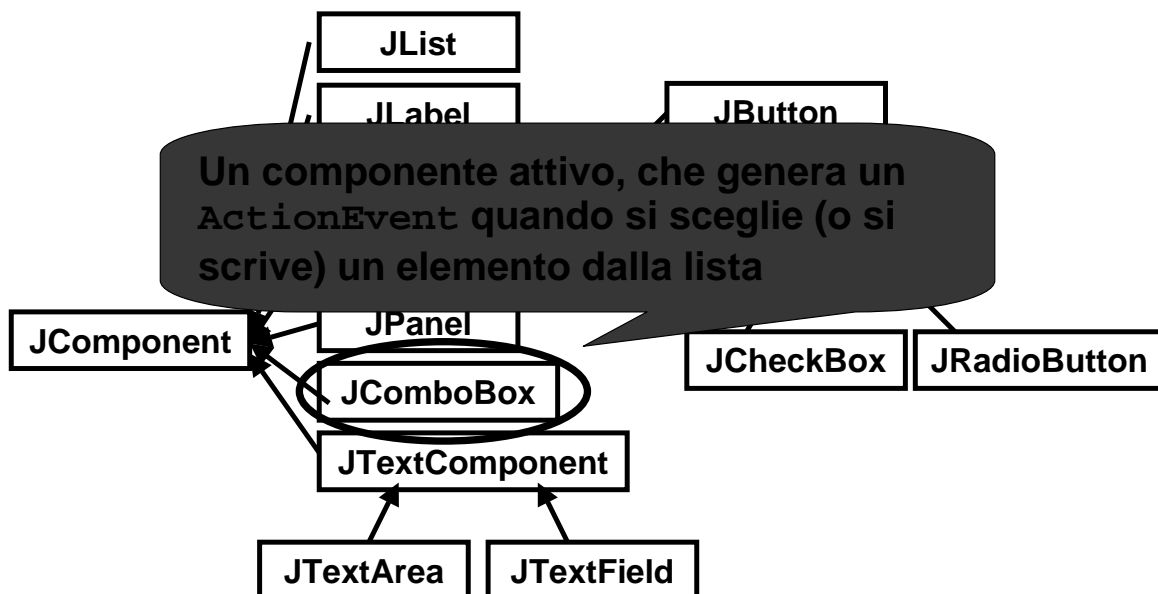 JList
JLabel
JButton
Un componente attivo, che genera un
ActionEvent quando si sceglie (o si
scrive) un elemento dalla lista
JComponent
JPanel
JCheckBox
JRadioButton
JComboBox
JTextComponent
JTextArea
JTextField